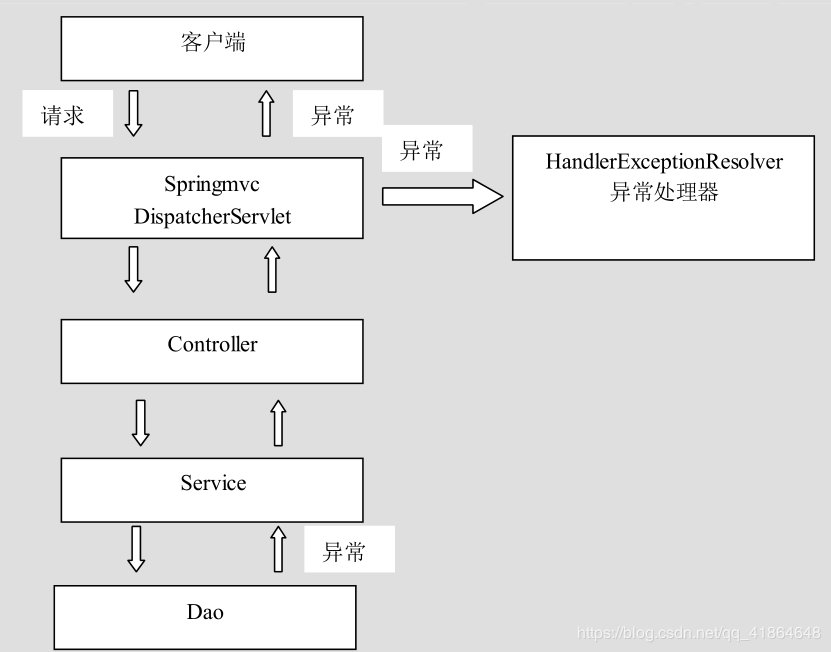 客户端
请求
异常
异常
Springmvc
DispatcherServlet
HandlerExceptionResolver
异常处理器
Controller
Service
异常
Dao
https://blog.csdn.net/qq_41864648